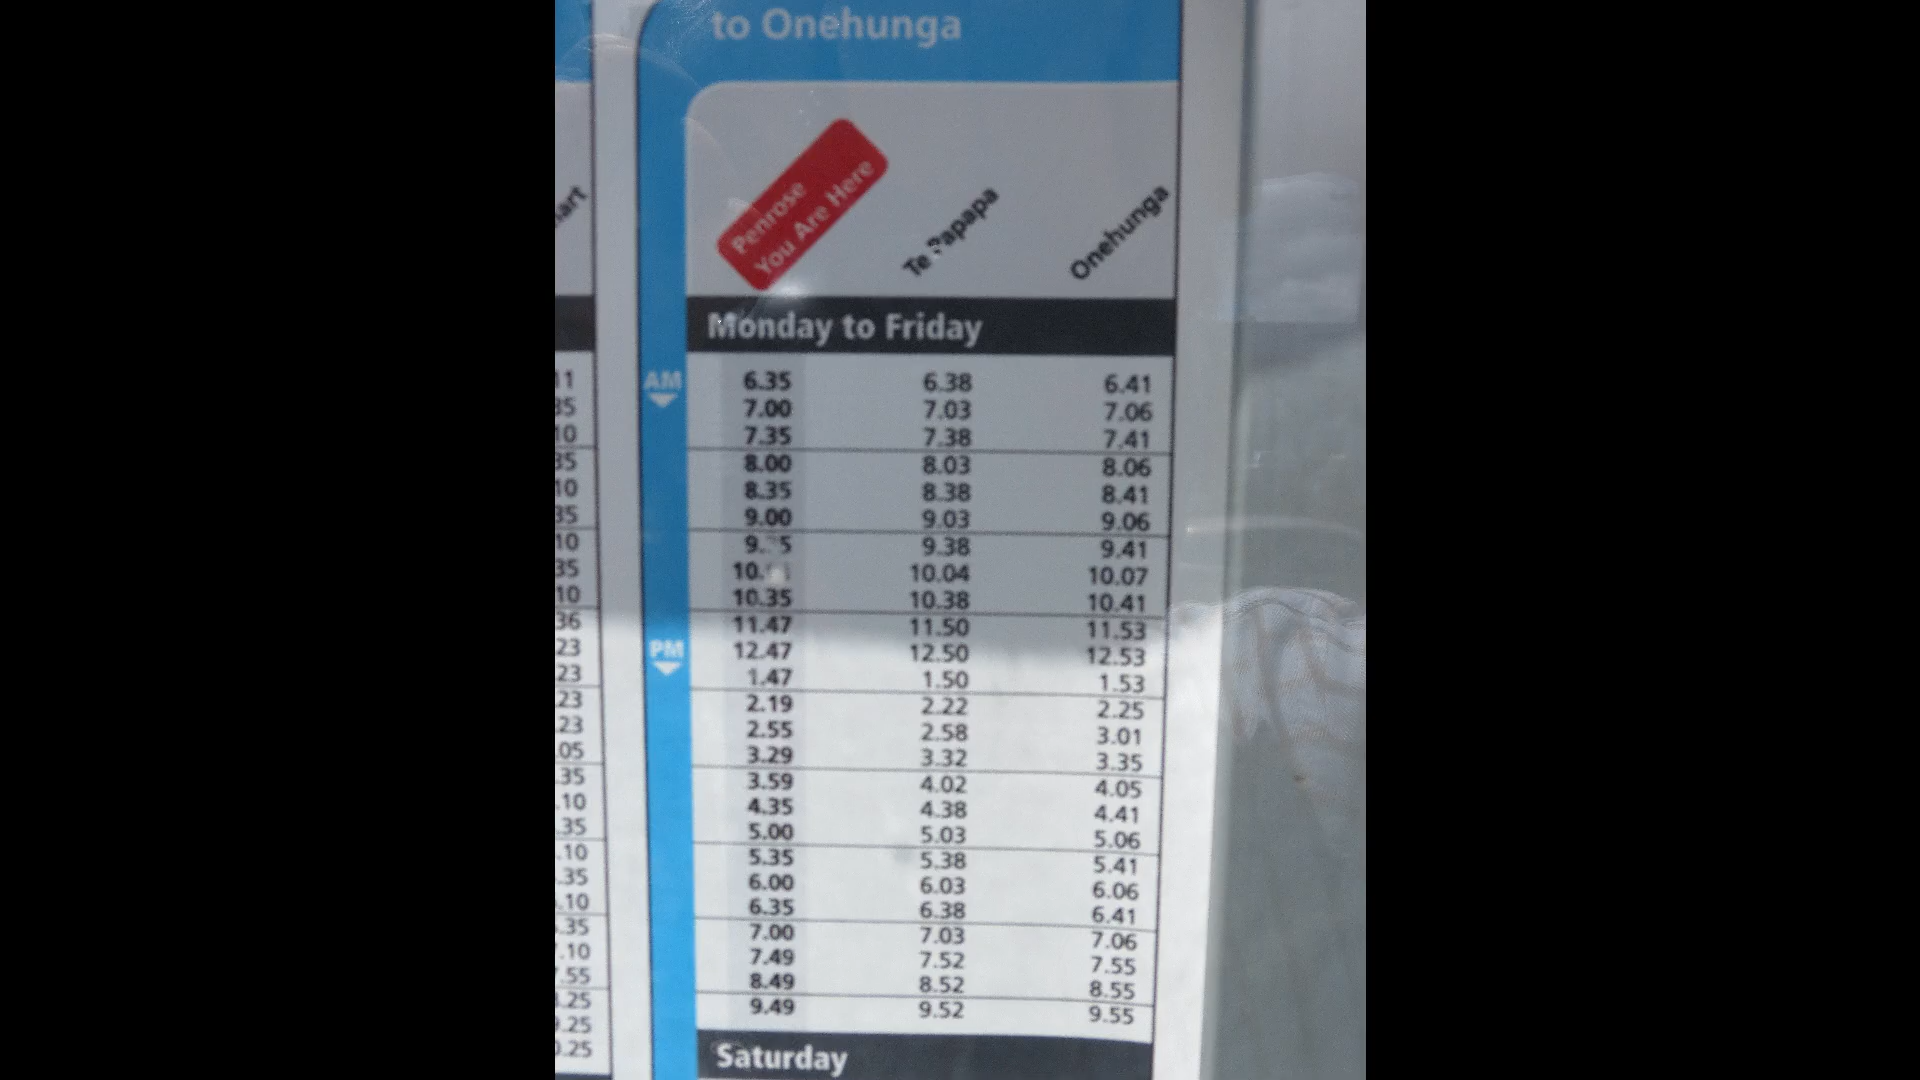 to Onehunga
Penrose
You Are Here
Te Papapa
Onehunga
Monday to Friday
AM
6.35 6.38 6.41
7.00 7.03 7.06
7.35 7.38 7.41
8.00 8.03 8.06
8.35 8.38 8.41
9.00 9.03 9.06
9.38 9.41
10.04 10.07
10.35 10.38 10.41
11.47 11.50 11.53
PM
12.47 12.50 12.53
1.47 1.50 1.53
2.19 2.22 2.25
2.55 2.58 3.01
3.29 3.32 3.35
3.59 4.02 4.05
4.35 4.38 4.41
5.00 5.03 5.06
5.35 5.38 5.41
6.00 6.03 6.06
6.35 6.38 6.41
7.00 7.03 7.06
7.49 7.52 7.55
8.49 8.52 8.55
9.49 9.52 9.55
Saturday